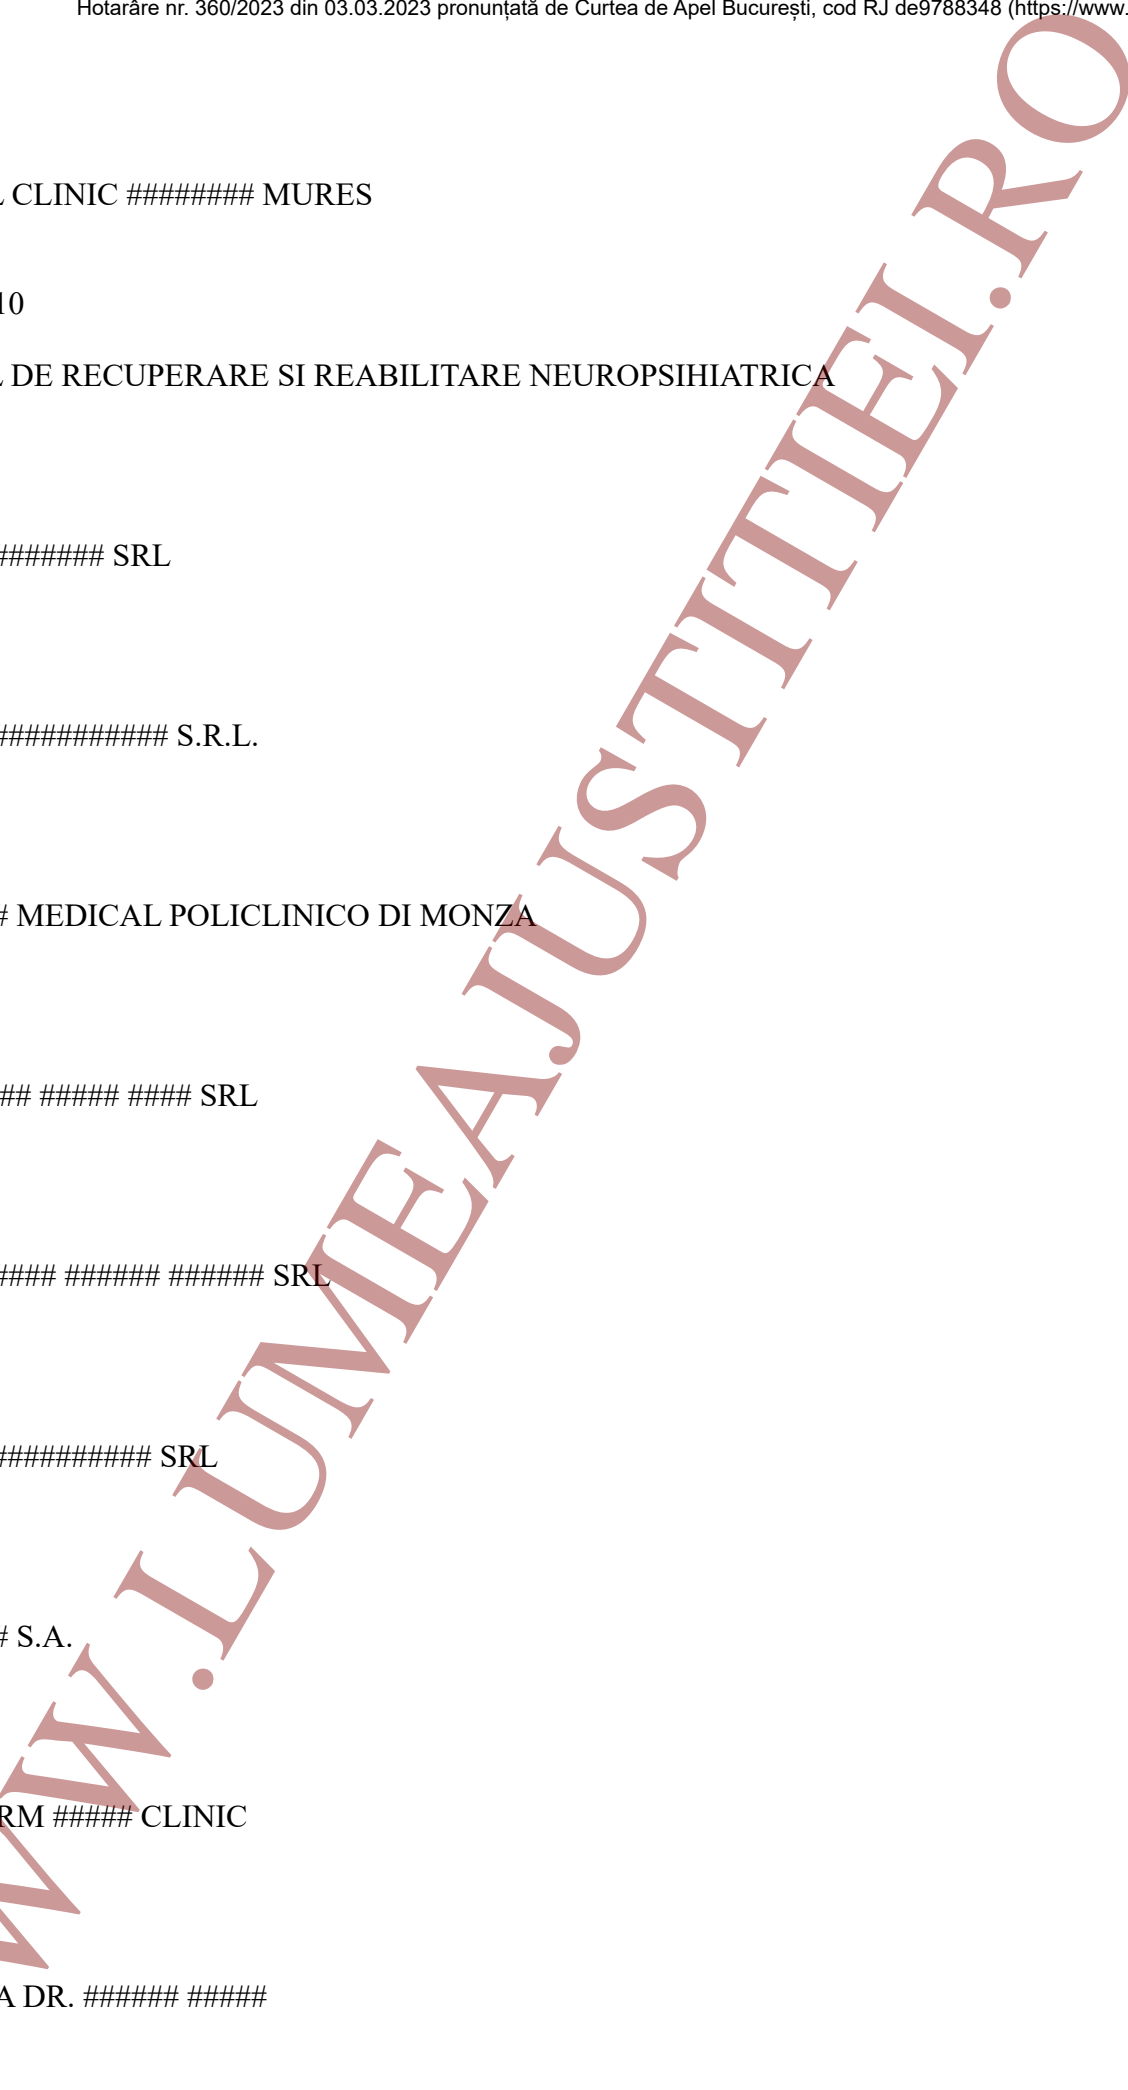 Hotarâre nr. 360/2023 din 03.03.2023 pronunțată de Curtea de Apel București, cod RJ de9788348 (https://www.
CLINIC ######## MURES
10
DE RECUPERARE SI REABILITARE NEUROPSIHIATRICA
####### SRL
########### S.R.L.
# MEDICAL POLICLINICO DI MONZA
## ##### #### SRL
#### ###### ###### SRL
########## SRL
# S.A.
RM ##### CLINIC
A DR. ###### #####
WW.LUMEAJUSTITIEI.RO